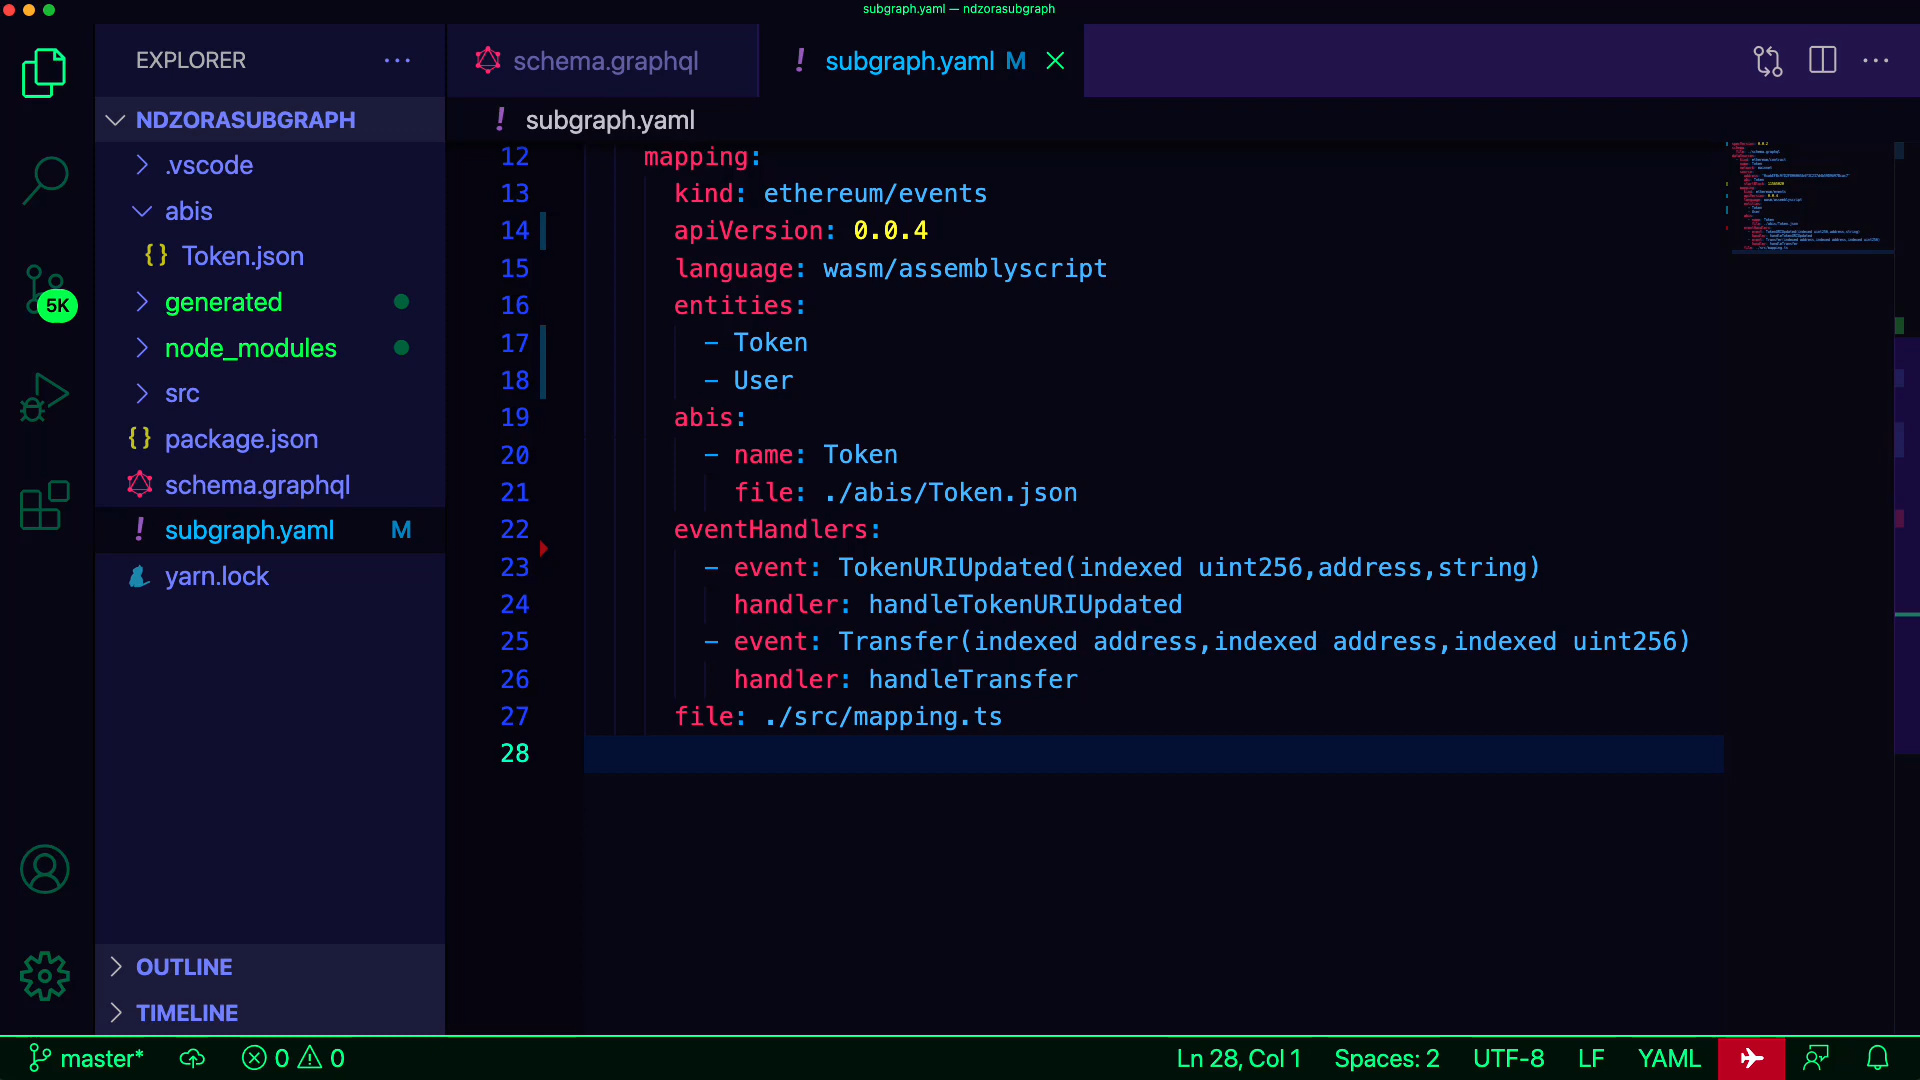 subgraph.yaml — ndzorasubgraph
EXPLORER
schema.graphql
! subgraph.yaml M
NDZORASUBGRAPH
.vscode
abis
{} Token.json
generated
node_modules
src
{} package.json
schema.graphql
! subgraph.yaml M
yarn.lock
OUTLINE
TIMELINE
5K
! subgraph.yaml
12 mapping:
13 kind: ethereum/events
14 apiVersion: 0.0.4
15 language: wasm/assemblyscript
16 entities:
17 - Token
18 - User
19 abis:
20 - name: Token
21 file: ./abis/Token.json
22 eventHandlers:
23 - event: TokenURIUpdated(indexed uint256,address,string)
24 handler: handleTokenURIUpdated
25 - event: Transfer(indexed address,indexed address,indexed uint256)
26 handler: handleTransfer
27 file: ./src/mapping.ts
28
master* 0 0 Ln 28, Col 1 Spaces: 2 UTF-8 LF YAML